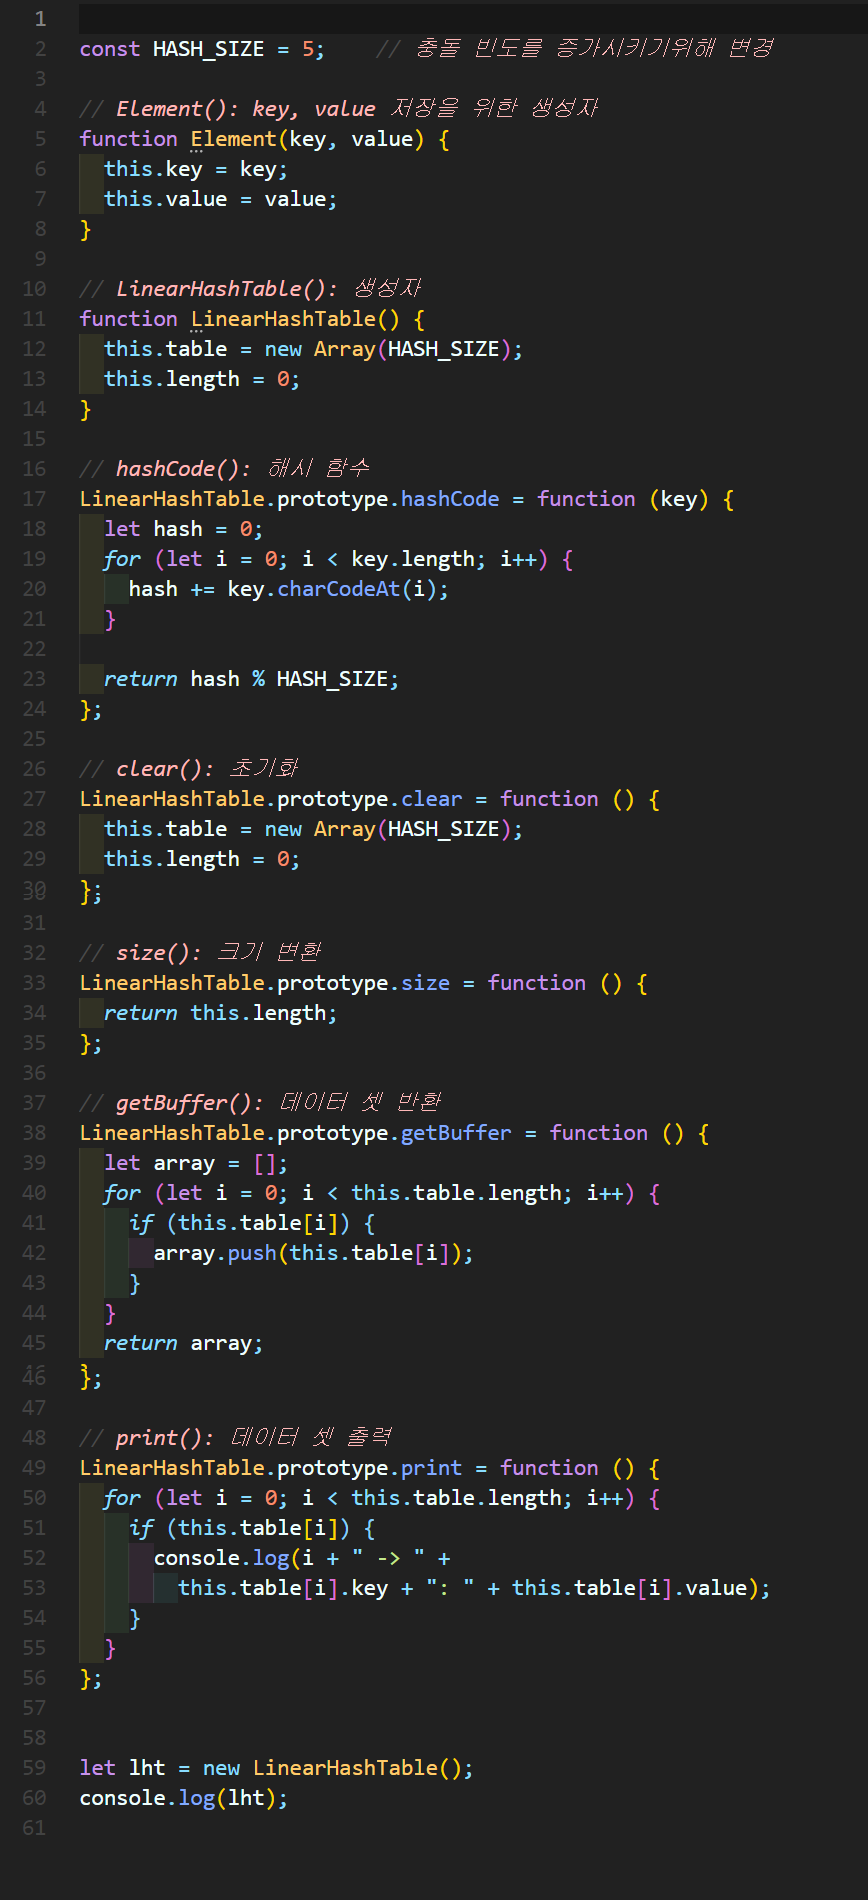 1
2 const HASH_SIZE = 5;    // 충돌 빈도를 증가시키기위해 변경
3
4 // Element(): key, value 저장을 위한 생성자
5 function Element(key, value) {
6   this.key = key;
7   this.value = value;
8 }
9
10 // LinearHashTable(): 생성자
11 function LinearHashTable() {
12   this.table = new Array(HASH_SIZE);
13   this.length = 0;
14 }
15
16 // hashCode(): 해시 함수
17 LinearHashTable.prototype.hashCode = function (key) {
18   let hash = 0;
19   for (let i = 0; i < key.length; i++) {
20     hash += key.charCodeAt(i);
21   }
22
23   return hash % HASH_SIZE;
24 };
25
26 // clear(): 초기화
27 LinearHashTable.prototype.clear = function () {
28   this.table = new Array(HASH_SIZE);
29   this.length = 0;
30 };
31
32 // size(): 크기 변환
33 LinearHashTable.prototype.size = function () {
34   return this.length;
35 };
36
37 // getBuffer(): 데이터 셋 반환
38 LinearHashTable.prototype.getBuffer = function () {
39   let array = [];
40   for (let i = 0; i < this.table.length; i++) {
41     if (this.table[i]) {
42       array.push(this.table[i]);
43     }
44   }
45   return array;
46 };
47
48 // print(): 데이터 셋 출력
49 LinearHashTable.prototype.print = function () {
50   for (let i = 0; i < this.table.length; i++) {
51     if (this.table[i]) {
52       console.log(i + " -> " +
53         this.table[i].key + ": " + this.table[i].value);
54     }
55   }
56 };
57
58
59 let lht = new LinearHashTable();
60 console.log(lht);
61